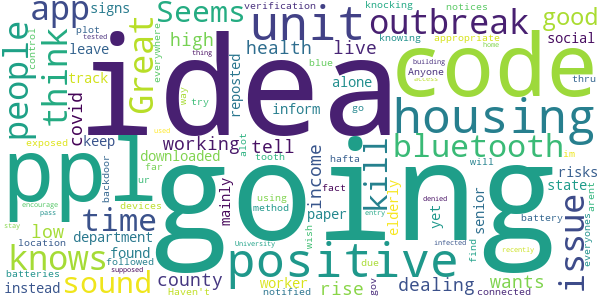 app signs Seems unit outbreak verification knocking notices appropriate good
plot control tested leave people think everywhere Great high health live knowing home social
idea code
track thing blue building Anyone access thru
covid keep way try reposted inform alone go housing
working tell kill bluetooth
ppl going
downloaded alot tooth hafta will im
exposed backdoor far ur income elderly yet senior risks
time devices mainly fact using method paper entry battery state issue
low department found followed wish denied find everyones arent
encourage pass used
knows stay University due gov infected recently wants
location county positive
batteries sound worker rise dealing
instead Haven't supposed notified connected